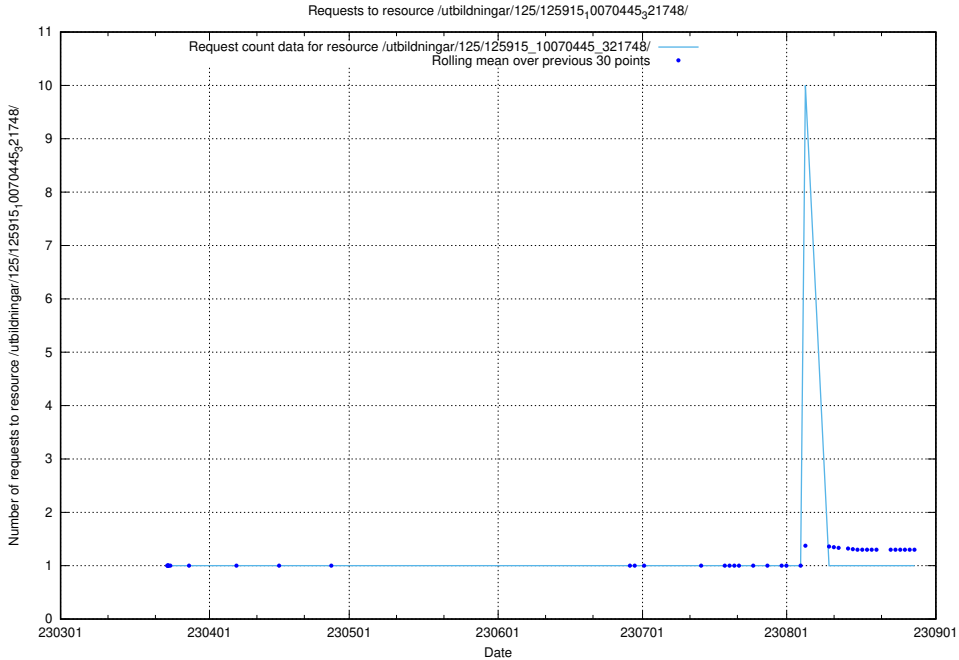 Requests to resource /utbildningar/125/125915₁0070445₃21748/
Request count data for resource /utbildningar/125/125915_10070445_321748/
Rolling mean over previous 30 points
Number of requests to resource /utbildningar/125/125915₁0070445₃21748/
11
10
9
8
7
6
5
4
3
2
1
0
230301 230401 230501 230601 230701 230801 230901
Date